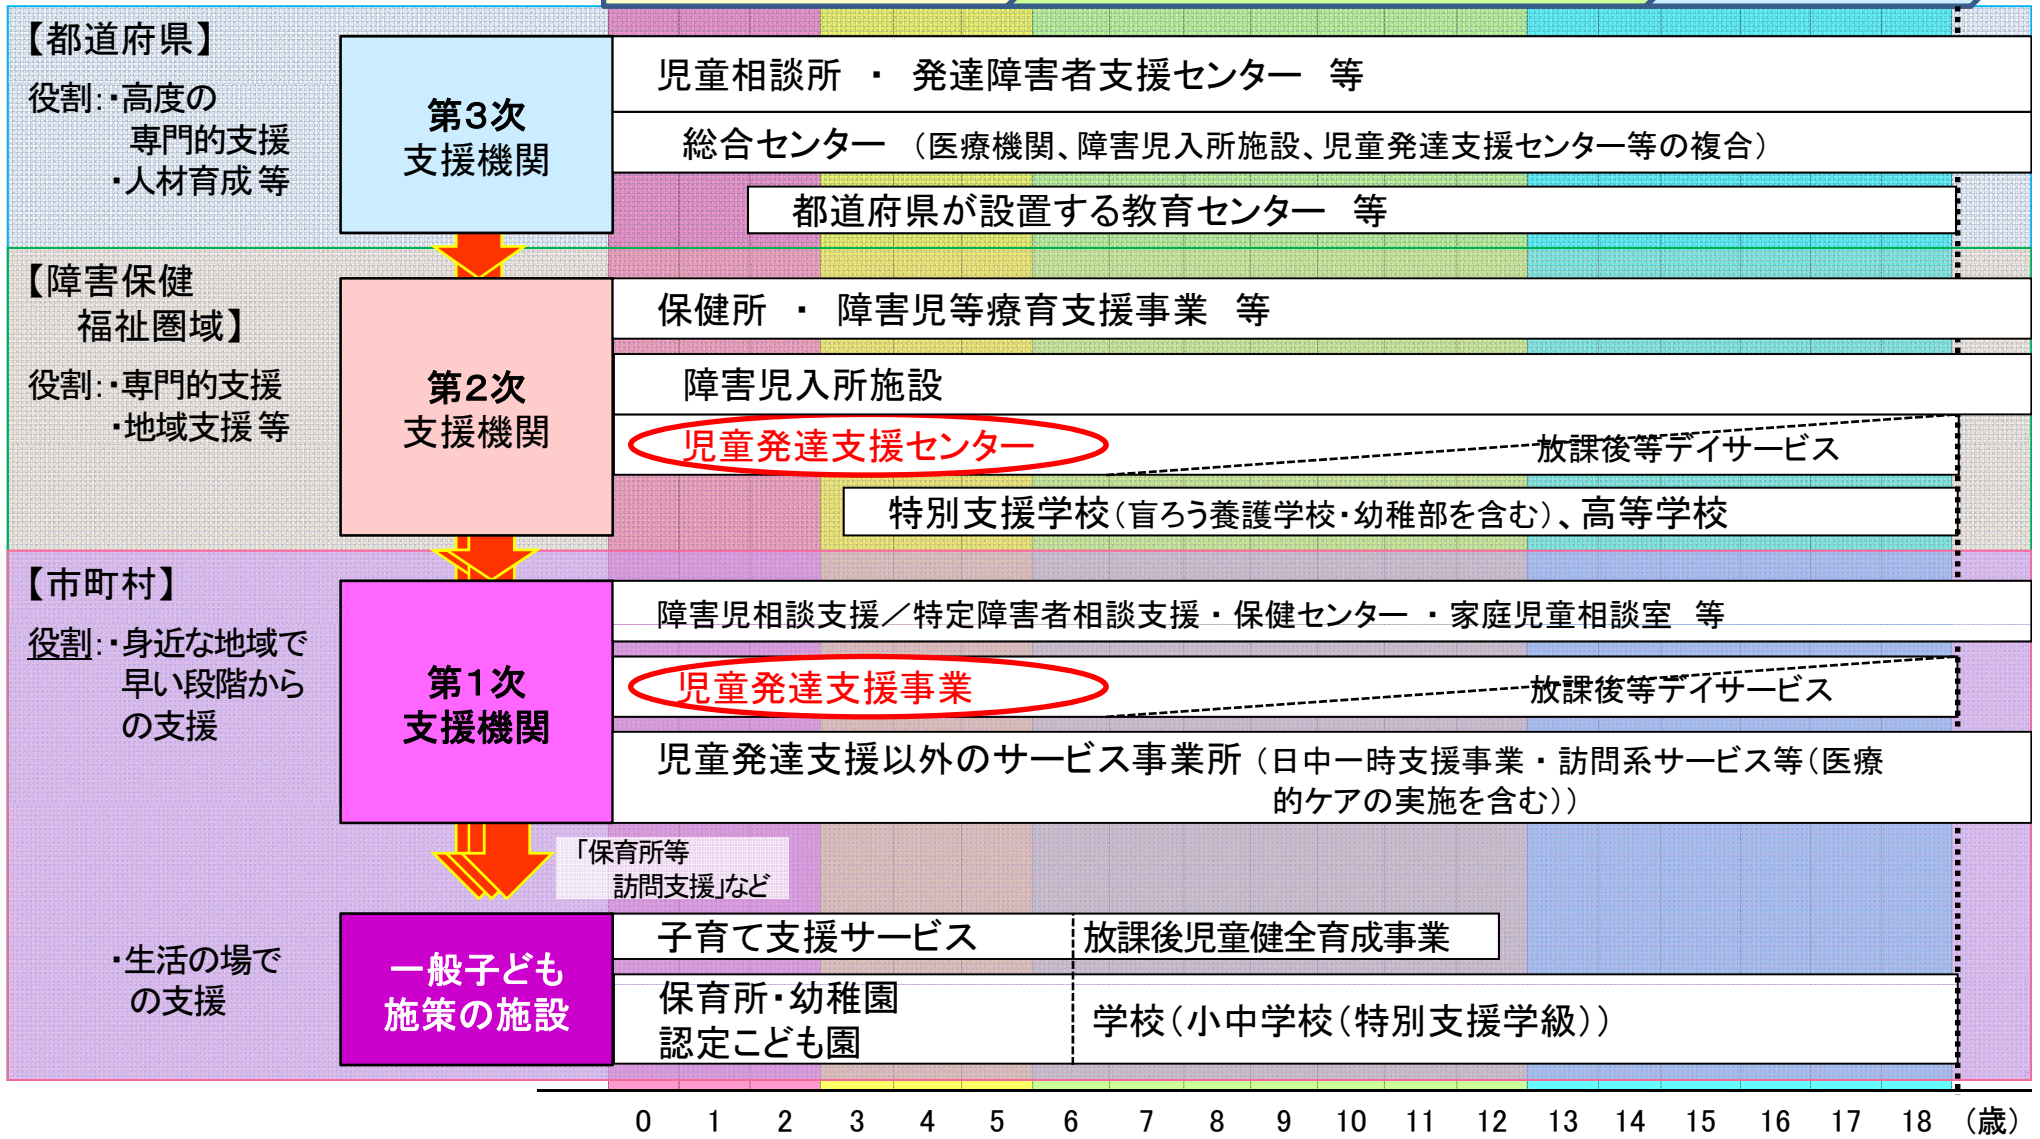 【都道府県】
役割:・高度の
専門的支援
・人材育成 等
第3次
支援機関
児童相談所 ・ 発達障害者支援センター 等
総合センター (医療機関、障害児入所施設、児童発達支援センター等の複合)
都道府県が設置する教育センター 等
【障害保健
福祉圏域】
役割:・専門的支援
・地域支援 等
第2次
支援機関
保健所 ・ 障害児等療育支援事業 等
障害児入所施設
児童発達支援センター
放課後等デイサービス
特別支援学校(盲ろう養護学校・幼稚部を含む)、高等学校
【市町村】
役割:・身近な地域で
早い段階から
の支援
第1次
支援機関
障害児相談支援/特定障害者相談支援 ・ 保健センター ・ 家庭児童相談室 等
児童発達支援事業
放課後等デイサービス
児童発達支援以外のサービス事業所 (日中一時支援事業 ・ 訪問系サービス等(医療
的ケアの実施を含む))
「保育所等
訪問支援」など
・生活の場で
の支援
一般子ども
施策の施設
子育て支援サービス
放課後児童健全育成事業
保育所・幼稚園
認定こども園
学校(小中学校(特別支援学級))
0 1 2 3 4 5 6 7 8 9 10 11 12 13 14 15 16 17 18 (歳)